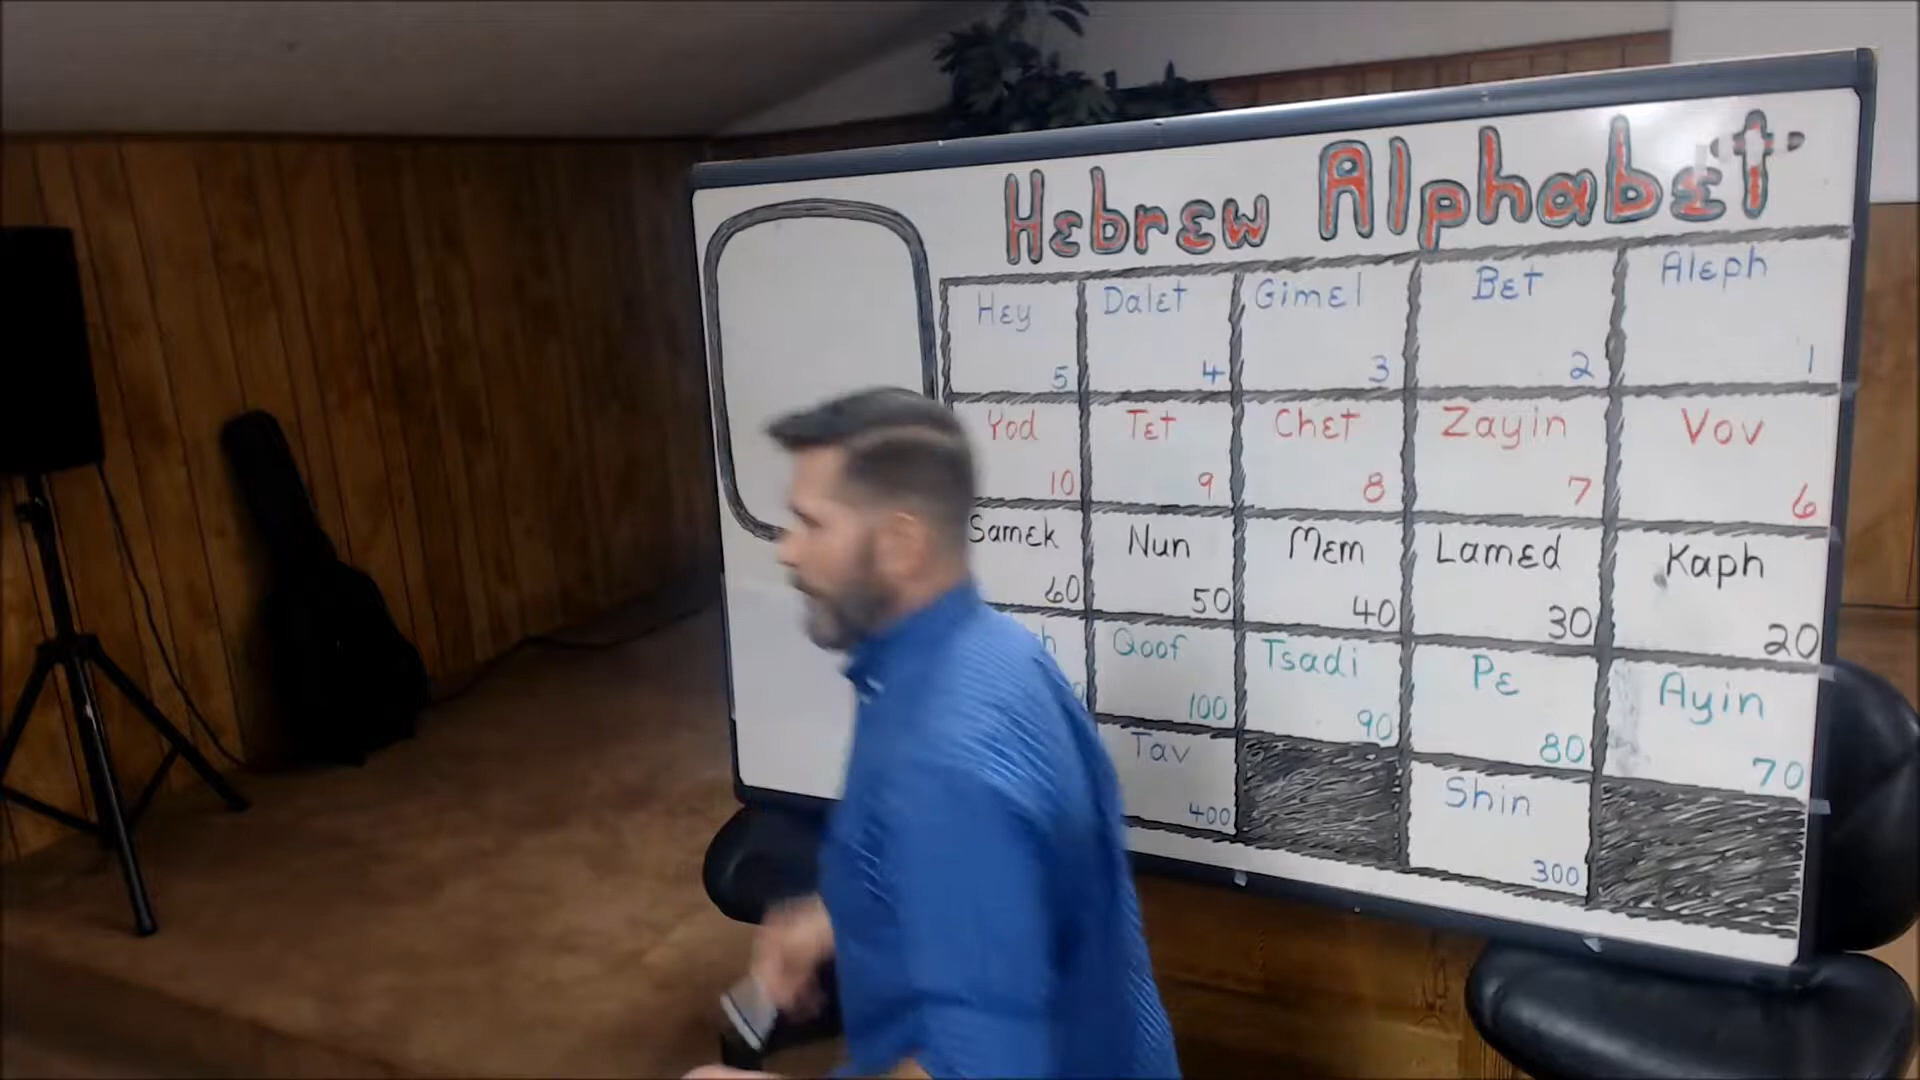 Hebrew Alphabet
Hey Dalet Gimel Bet Aleph
5 4 3 2 1
Yod Tet Chet Zayin Vov
10 9 8 7 6
Samek Nun Mem Lamed Kaph
60 50 40 30 20
Qoof Tsadi Pe Ayin
100 90 80 70
Tav Shin
400 300